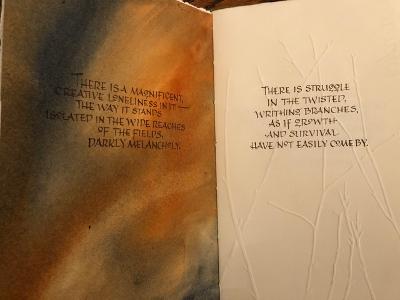 THERE IS A MAGNIFICENT,
CREATIVE LONELINESS IN IT —
THE WAY IT STANDS
ISOLATED IN THE WIDE REACHES
OF THE FIELDS,
DARKLY MELANCHOLY.
THERE IS STRUGGLE
IN THE TWISTED,
WRITHING BRANCHES,
AS IF GROWTH
AND SURVIVAL
HAVE NOT EASILY COME BY.